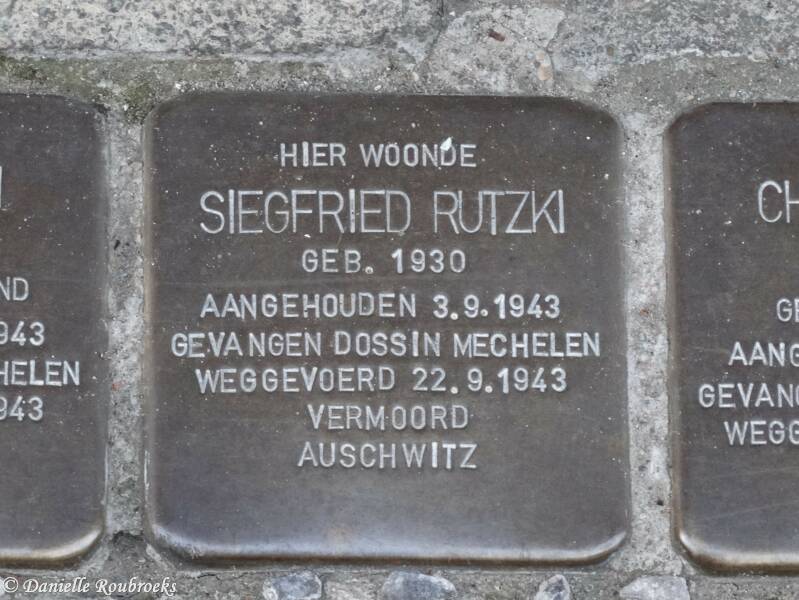 HIER WOONDE
SIEGFRIED RUTZKI
GEB. 1930
AANGEHOUDEN 3.9.1943
GEVANGEN DOSSIN MECHELEN
WEGGEVOERD 22.9.1943
VERMOORD
AUSCHWITZ
© Danielle Roubroeks